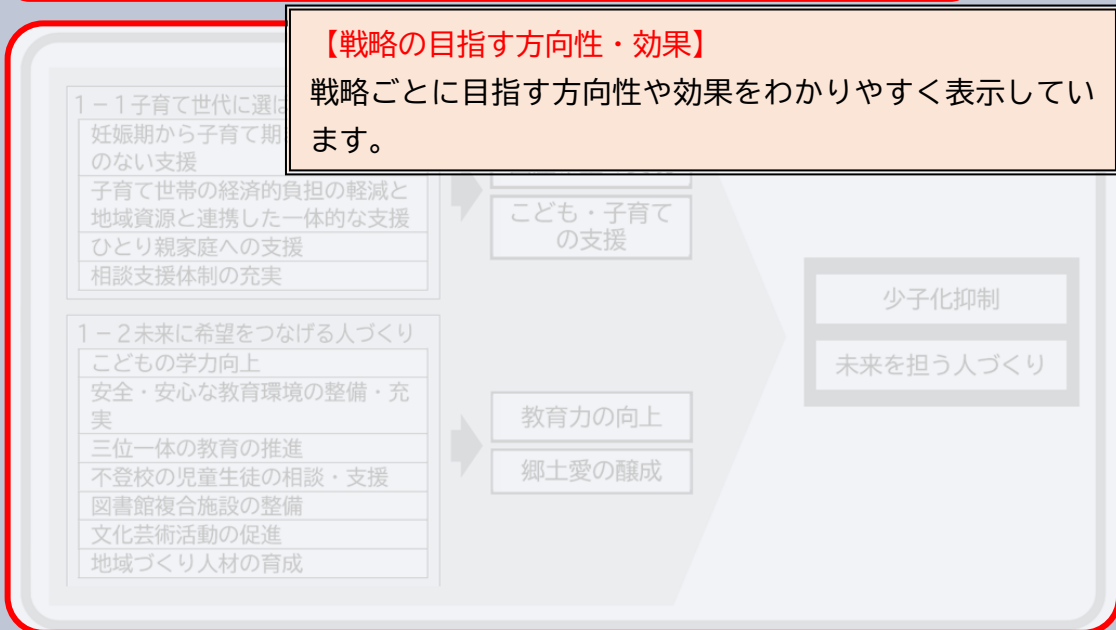 【戦略の目指す方向性・効果】
戦略ごとに目指す方向性や効果をわかりやすく表示してい
ます。
1－1子育て世代に選ば
妊娠期から子育て期
のない支援
子育て世帯の経済的負担の軽減と
地域資源と連携した一体的な支援
ひとり親家庭への支援
相談支援体制の充実
こども・子育て
の支援
1－2未来に希望をつなげる人づくり
こどもの学力向上
安全・安心な教育環境の整備・充
実
三位一体の教育の推進
不登校の児童生徒の相談・支援
図書館複合施設の整備
文化芸術活動の促進
地域づくり人材の育成
教育力の向上
郷土愛の醸成
少子化抑制
未来を担う人づくり